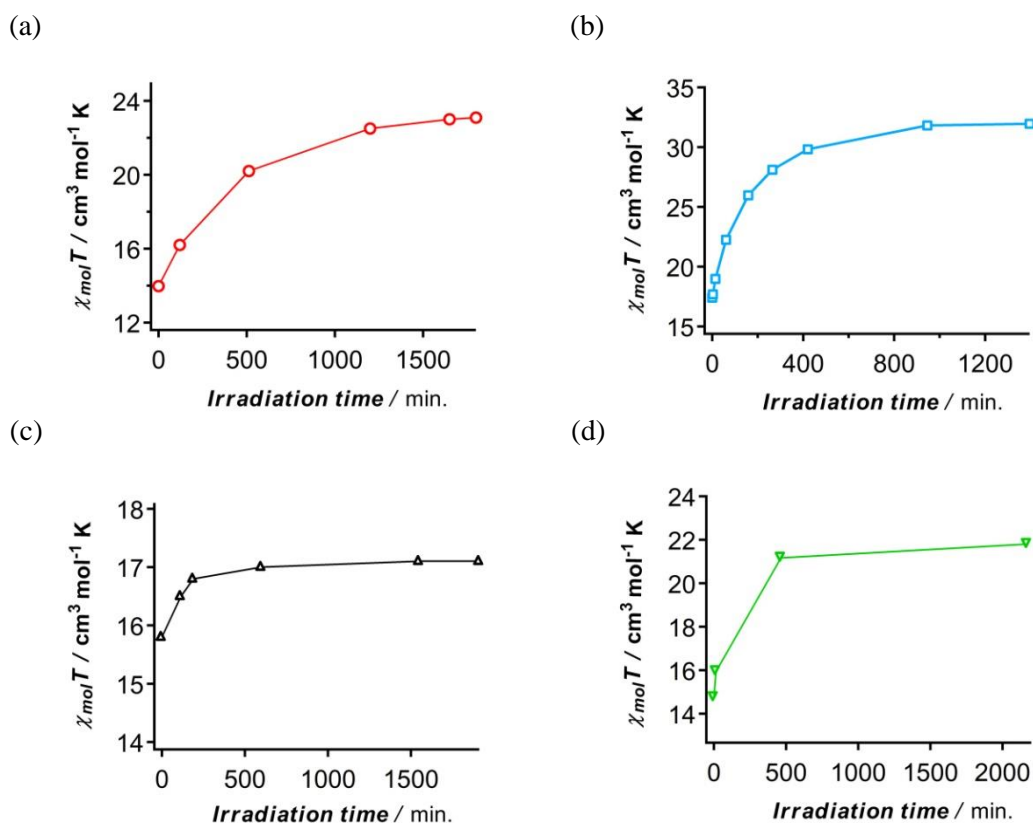 (a)
24
20
16
12
χmolT / cm³ mol⁻¹ K
0 500 1000 1500
Irradiation time / min.
(b)
35
30
25
20
15
χmolT / cm³ mol⁻¹ K
0 400 800 1200
Irradiation time / min.
(c)
18
17
16
15
14
χmolT / cm³ mol⁻¹ K
0 500 1000 1500
Irradiation time / min.
(d)
24
22
20
18
16
14
χmolT / cm³ mol⁻¹ K
0 500 1000 1500 2000
Irradiation time / min.